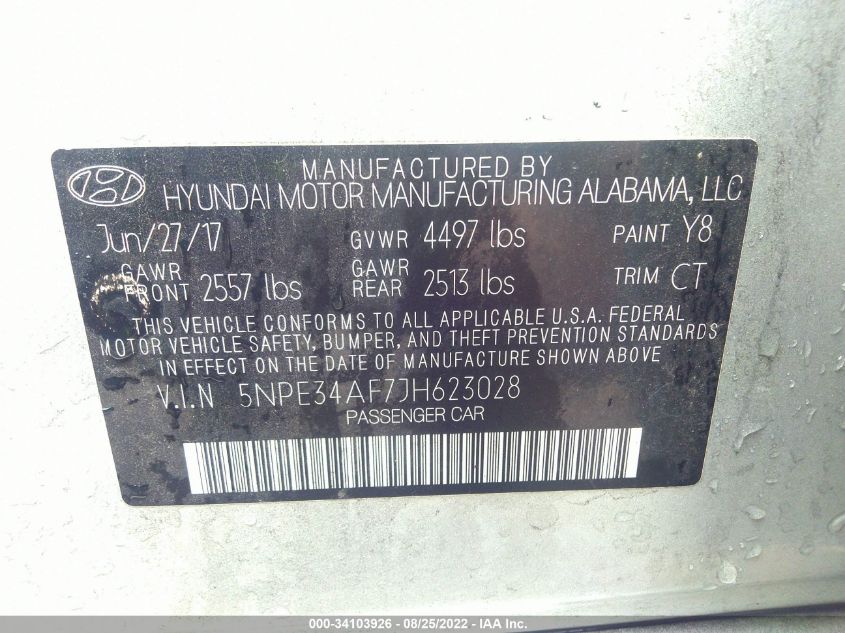 MANUFACTURED BY
HYUNDAI MOTOR MANUFACTURING ALABAMA, LLC
Jun/27/17 GVWR 4497 lbs PAINT Y8
GAWR FRONT 2557 lbs GAWR REAR 2513 lbs TRIM CT
THIS VEHICLE CONFORMS TO ALL APPLICABLE U.S.A. FEDERAL
MOTOR VEHICLE SAFETY, BUMPER, AND THEFT PREVENTION STANDARDS
IN EFFECT ON THE DATE OF MANUFACTURE SHOWN ABOVE
V.I.N 5NPE34AF7JH623028
PASSENGER CAR
000-34103926 - 08/25/2022 - IAA Inc.